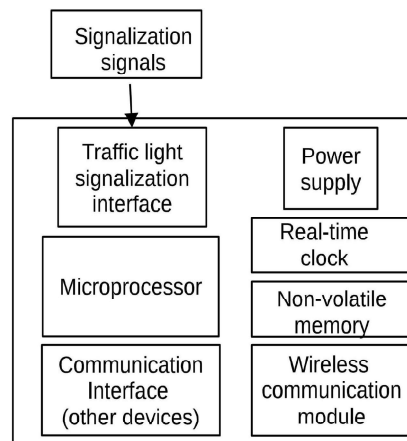 Signalization
signals
Traffic light
signalization
interface
Power
supply
Real-time
clock
Microprocessor
Non-volatile
memory
Communication
Interface
(other devices)
Wireless
communication
module